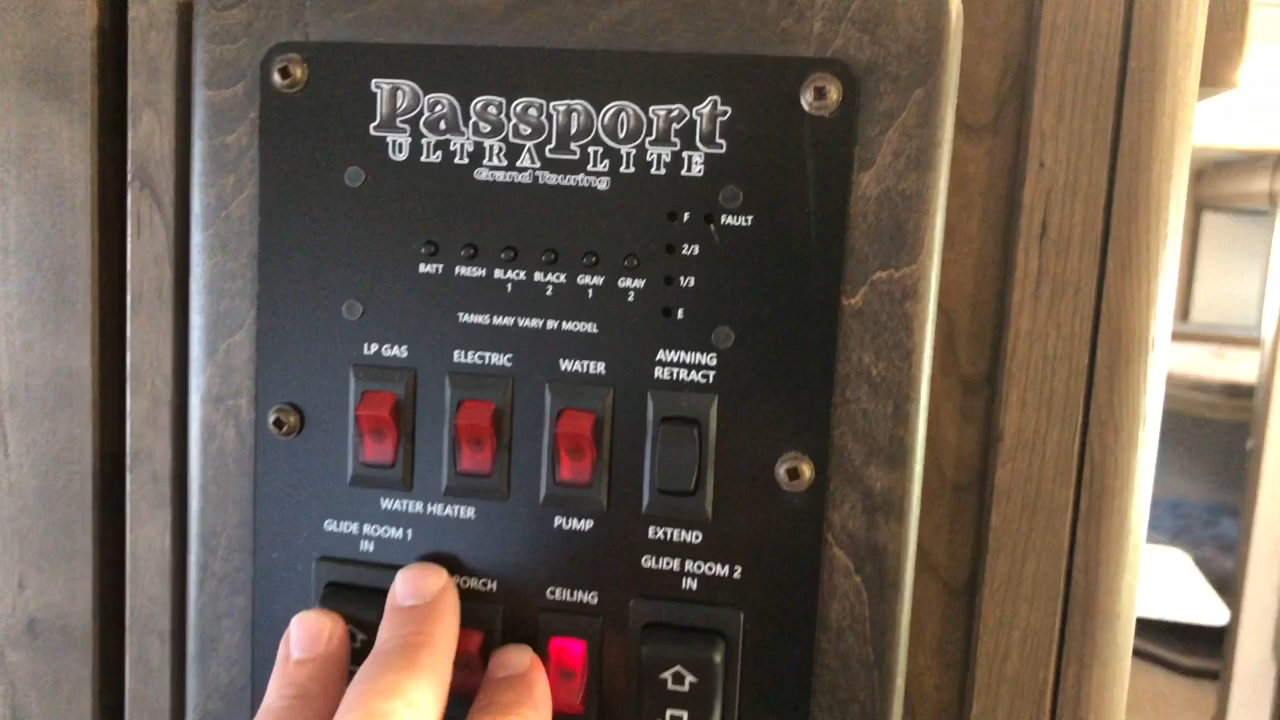 Passport
ULTRA LITE
Grand Touring
F FAULT
2/3
1/3
E
BATT FRESH BLACK 1 BLACK 2 GRAY 1 GRAY 2
TANKS MAY VARY BY MODEL
LP GAS ELECTRIC WATER AWNING RETRACT
WATER HEATER PUMP EXTEND
GLIDE ROOM 1 IN
PORCH CEILING GLIDE ROOM 2 IN